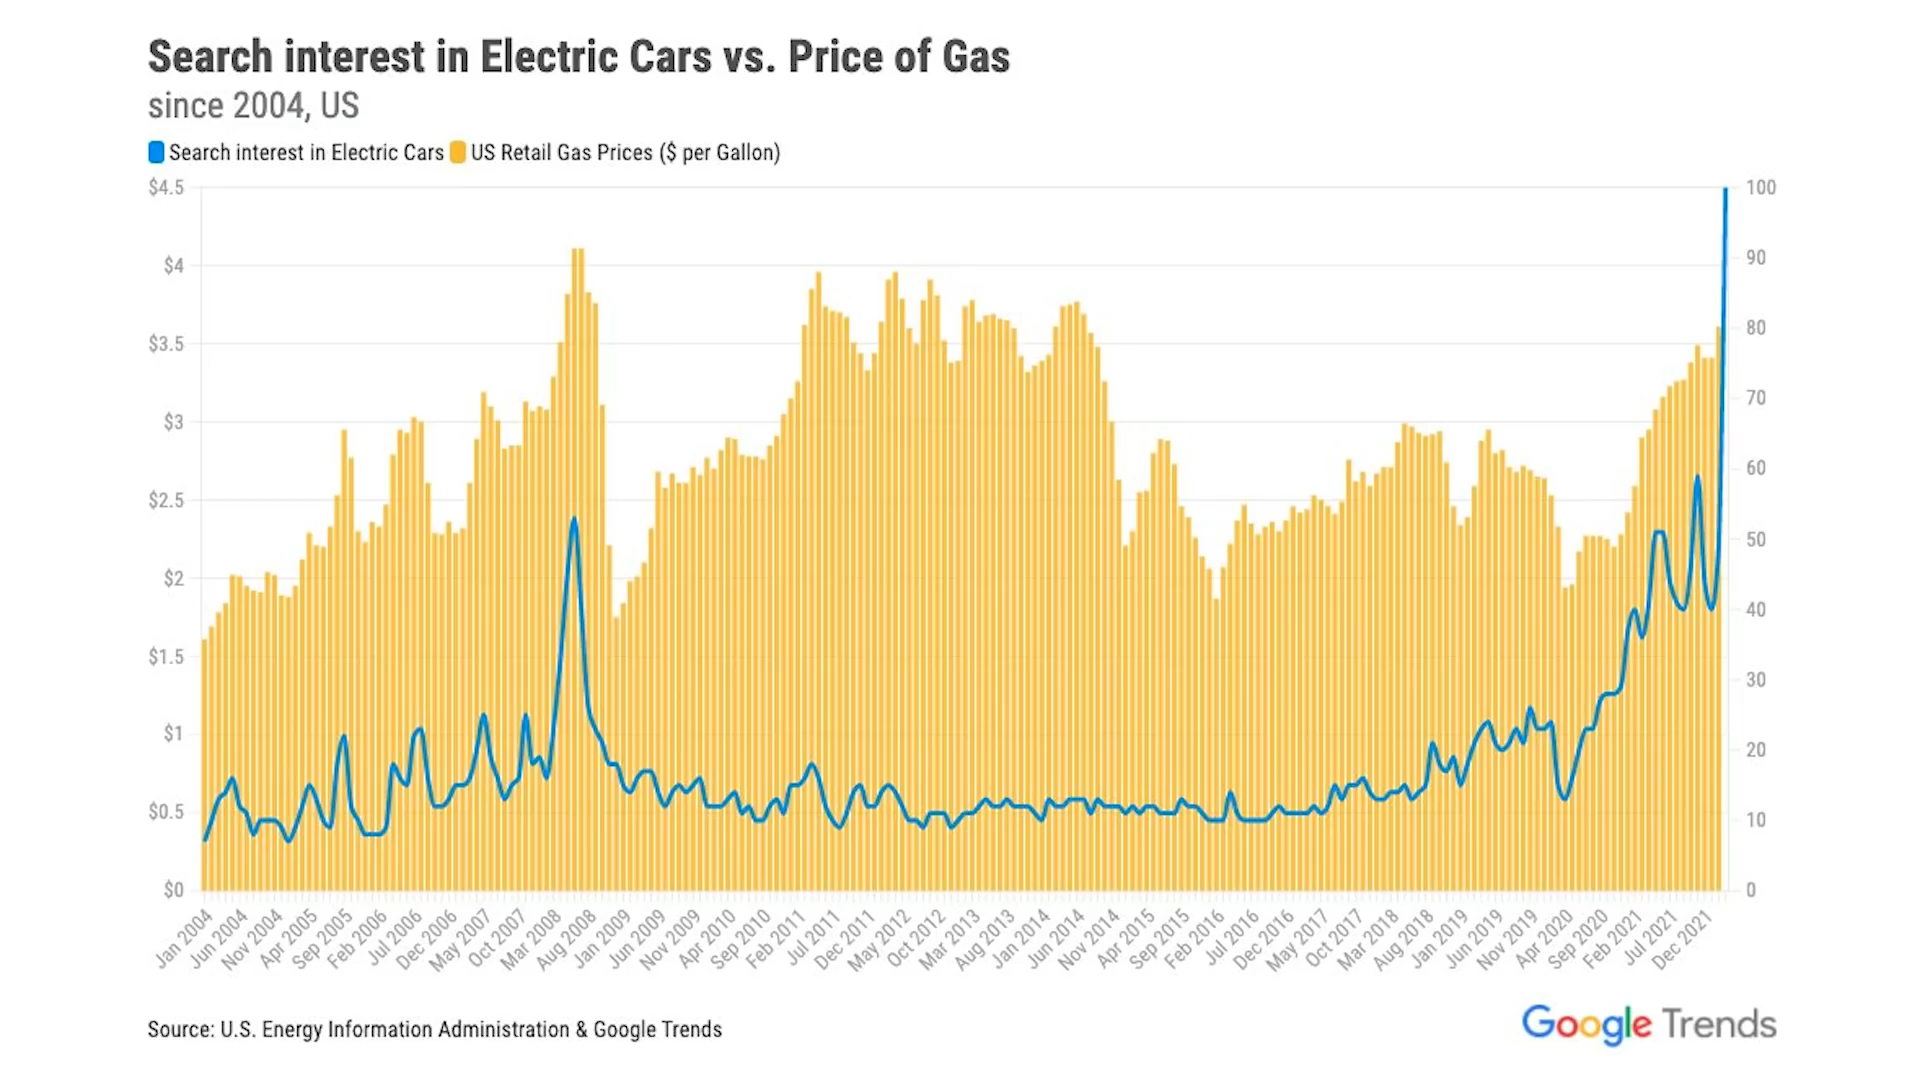 Search interest in Electric Cars vs. Price of Gas
since 2004, US
Search interest in Electric Cars US Retail Gas Prices ($ per Gallon)
$4.5 100
$4 90
$3.5 80
$3 70
$2.5 60
$2 50
$1.5 40
$1 30
$0.5 20
$0 10
0
Jan 2004 Jun 2004 Nov 2004 Apr 2005 Sep 2005 Feb 2006 Jul 2006 Dec 2006 May 2007 Oct 2007 Mar 2008 Aug 2008 Jan 2009 Jun 2009 Nov 2009 Apr 2010 Sep 2010 Feb 2011 Jul 2011 Dec 2011 May 2012 Oct 2012 Mar 2013 Aug 2013 Jan 2014 Jun 2014 Nov 2014 Apr 2015 Sep 2015 Feb 2016 Jul 2016 Dec 2016 May 2017 Oct 2017 Mar 2018 Aug 2018 Jan 2019 Jun 2019 Nov 2019 Apr 2020 Sep 2020 Feb 2021 Jul 2021 Dec 2021
Source: U.S. Energy Information Administration & Google Trends
Google Trends